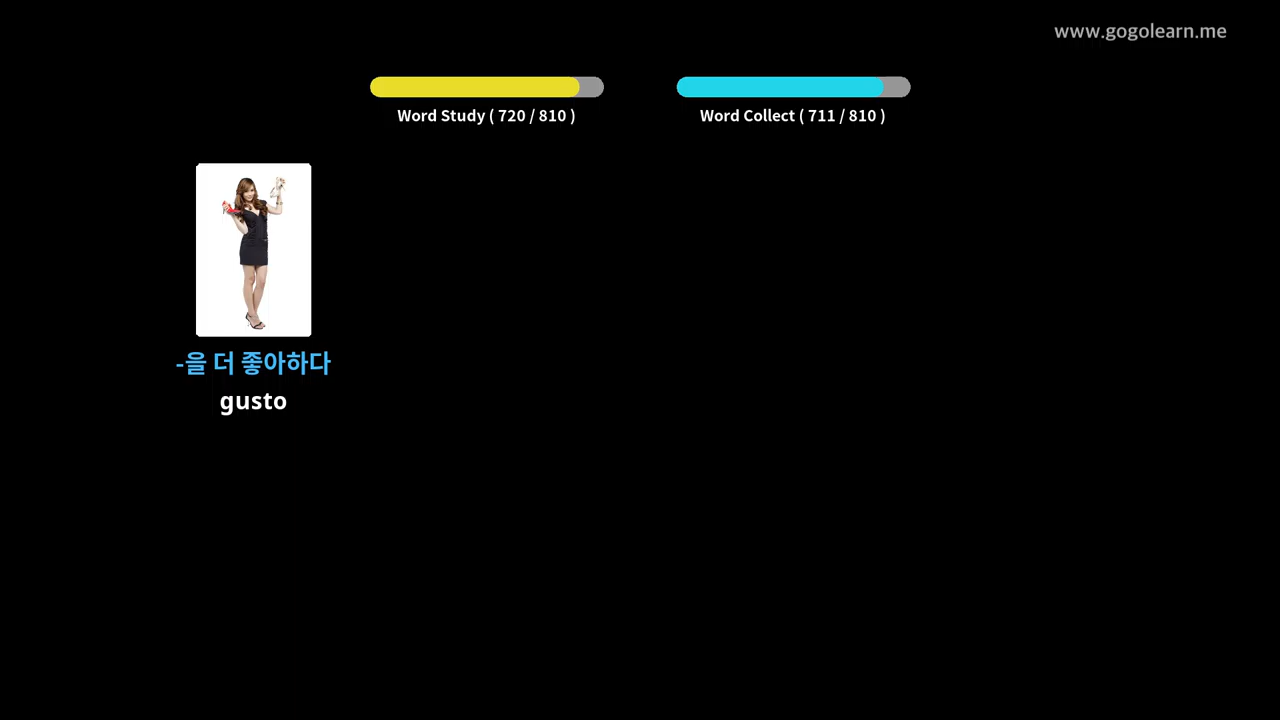 www.gogolearn.me
Word Study ( 720 / 810 )
Word Collect ( 711 / 810 )
-을 더 좋아하다
gusto